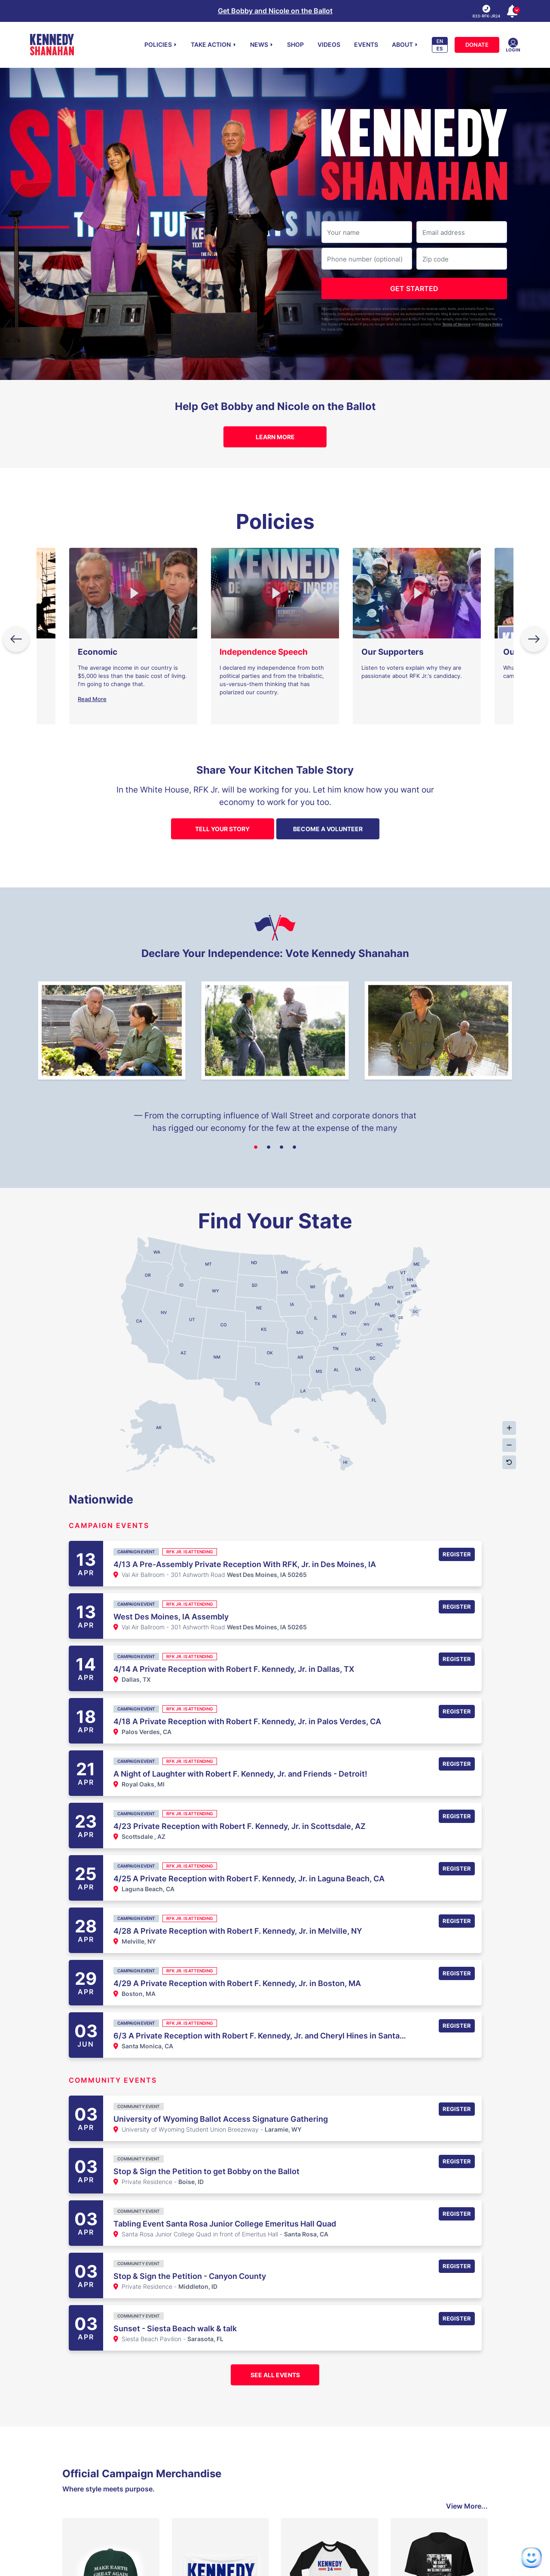 Get Bobby and Nicole on the Ballot
833-RFK-JR24
KENNEDY
SHANAHAN
POLICIES
TAKE ACTION
NEWS
SHOP
VIDEOS
EVENTS
ABOUT
EN
ES
DONATE
LOGIN
KENNEDY
SHANAHAN
Your name
Email address
Phone number (optional)
Zip code
GET STARTED
Terms of Service and Privacy Policy
Help Get Bobby and Nicole on the Ballot
LEARN MORE
Policies
Economic
The average income in our country is
$5,000 less than the basic cost of living.
I'm going to change that.
Read More
Independence Speech
I declared my independence from both
political parties and from the tribalistic,
us-versus-them thinking that has
polarized our country.
Our Supporters
Listen to voters explain why they are
passionate about RFK Jr.'s candidacy.
Share Your Kitchen Table Story
In the White House, RFK Jr. will be working for you. Let him know how you want our
economy to work for you too.
TELL YOUR STORY
BECOME A VOLUNTEER
Declare Your Independence: Vote Kennedy Shanahan
— From the corrupting influence of Wall Street and corporate donors that
has rigged our economy for the few at the expense of the many
Find Your State
WA
MT
ND
MN
ME
VT
NH
OR
ID
SD
WI
NY
MA
WY
MI
CT
RI
NE
IA
PA
NJ
NV
UT
CO
IL
IN
OH
MD
DE
DC
CA
KS
MO
KY
WV
VA
AZ
NM
OK
AR
TN
NC
SC
MS
AL
GA
TX
LA
FL
AK
HI
Nationwide
CAMPAIGN EVENTS
13
APR
CAMPAIGN EVENT
RFK JR. IS ATTENDING
4/13 A Pre-Assembly Private Reception With RFK, Jr. in Des Moines, IA
Val Air Ballroom - 301 Ashworth Road West Des Moines, IA 50265
REGISTER
13
APR
CAMPAIGN EVENT
RFK JR. IS ATTENDING
West Des Moines, IA Assembly
Val Air Ballroom - 301 Ashworth Road West Des Moines, IA 50265
REGISTER
14
APR
CAMPAIGN EVENT
RFK JR. IS ATTENDING
4/14 A Private Reception with Robert F. Kennedy, Jr. in Dallas, TX
Dallas, TX
REGISTER
18
APR
CAMPAIGN EVENT
RFK JR. IS ATTENDING
4/18 A Private Reception with Robert F. Kennedy, Jr. in Palos Verdes, CA
Palos Verdes, CA
REGISTER
21
APR
CAMPAIGN EVENT
RFK JR. IS ATTENDING
A Night of Laughter with Robert F. Kennedy, Jr. and Friends - Detroit!
Royal Oaks, MI
REGISTER
23
APR
CAMPAIGN EVENT
RFK JR. IS ATTENDING
4/23 Private Reception with Robert F. Kennedy, Jr. in Scottsdale, AZ
Scottsdale , AZ
REGISTER
25
APR
CAMPAIGN EVENT
RFK JR. IS ATTENDING
4/25 A Private Reception with Robert F. Kennedy, Jr. in Laguna Beach, CA
Laguna Beach, CA
REGISTER
28
APR
CAMPAIGN EVENT
RFK JR. IS ATTENDING
4/28 A Private Reception with Robert F. Kennedy, Jr. in Melville, NY
Melville, NY
REGISTER
29
APR
CAMPAIGN EVENT
RFK JR. IS ATTENDING
4/29 A Private Reception with Robert F. Kennedy, Jr. in Boston, MA
Boston, MA
REGISTER
03
JUN
CAMPAIGN EVENT
RFK JR. IS ATTENDING
6/3 A Private Reception with Robert F. Kennedy, Jr. and Cheryl Hines in Santa...
Santa Monica, CA
REGISTER
COMMUNITY EVENTS
03
APR
COMMUNITY EVENT
University of Wyoming Ballot Access Signature Gathering
University of Wyoming Student Union Breezeway - Laramie, WY
REGISTER
03
APR
COMMUNITY EVENT
Stop & Sign the Petition to get Bobby on the Ballot
Private Residence - Boise, ID
REGISTER
03
APR
COMMUNITY EVENT
Tabling Event Santa Rosa Junior College Emeritus Hall Quad
Santa Rosa Junior College Quad in front of Emeritus Hall - Santa Rosa, CA
REGISTER
03
APR
COMMUNITY EVENT
Stop & Sign the Petition - Canyon County
Private Residence - Middleton, ID
REGISTER
03
APR
COMMUNITY EVENT
Sunset - Siesta Beach walk & talk
Siesta Beach Pavilion - Sarasota, FL
REGISTER
SEE ALL EVENTS
Official Campaign Merchandise
Where style meets purpose.
View More...
MAKE EARTH
GREAT AGAIN
KENNEDY
KENNEDY
24